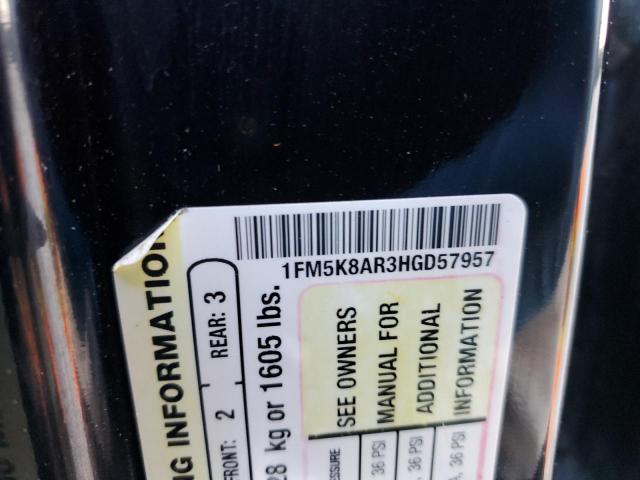 1FM5K8AR3HGD57957
INFORMATION
FRONT: 2 REAR: 3
kg or 1605 lbs.
SEE OWNERS
MANUAL FOR
ADDITIONAL
INFORMATION
36 PSI
36 PSI
36 PSI